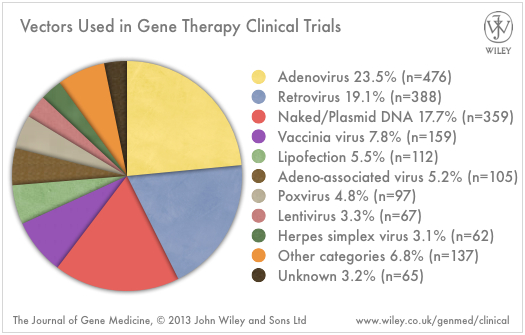 Vectors Used in Gene Therapy Clinical Trials
WILEY
Adenovirus 23.5% (n=476)
Retrovirus 19.1% (n=388)
Naked/Plasmid DNA 17.7% (n=359)
Vaccinia virus 7.8% (n=159)
Lipofection 5.5% (n=112)
Adeno-associated virus 5.2% (n=105)
Poxvirus 4.8% (n=97)
Lentivirus 3.3% (n=67)
Herpes simplex virus 3.1% (n=62)
Other categories 6.8% (n=137)
Unknown 3.2% (n=65)
The Journal of Gene Medicine, © 2013 John Wiley and Sons Ltd
www.wiley.co.uk/genmed/clinical